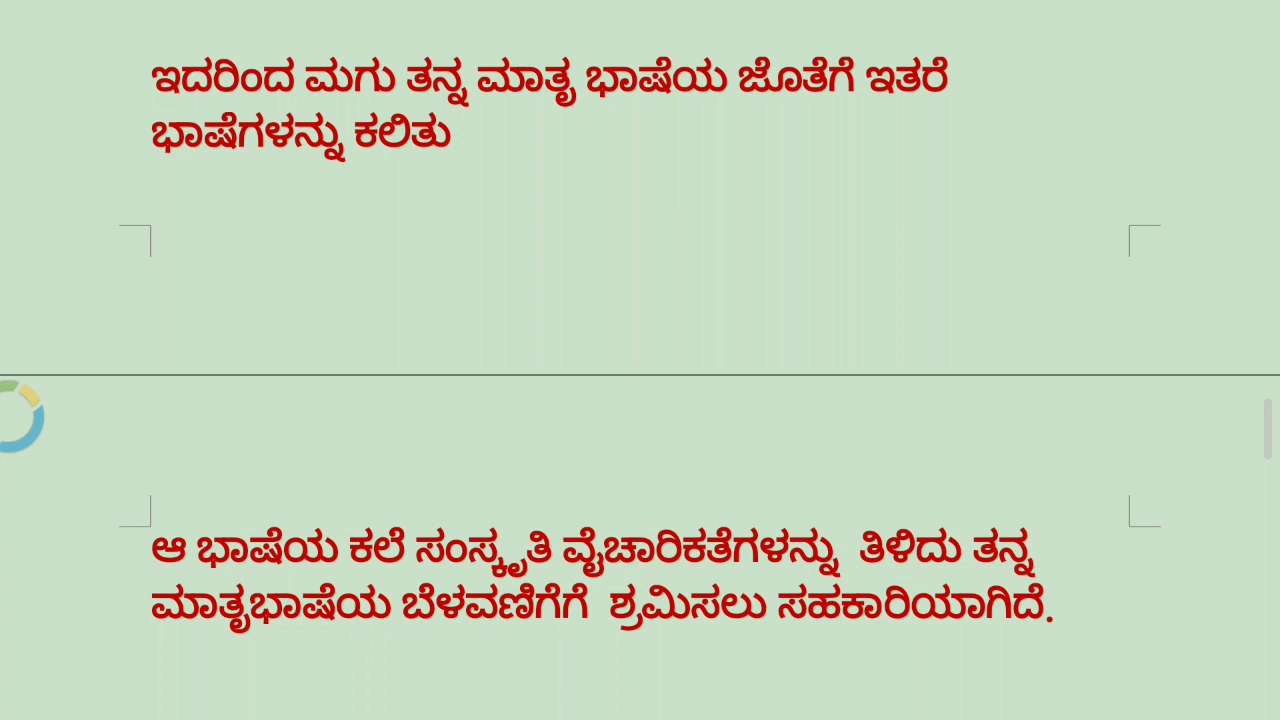 ಇದರಿಂದ ಮಗು ತನ್ನ ಮಾತೃ ಭಾಷೆಯ ಜೊತೆಗೆ ಇತರೆ
ಭಾಷೆಗಳನ್ನು ಕಲಿತು
ಆ ಭಾಷೆಯ ಕಲೆ ಸಂಸ್ಕೃತಿ ವೈಚಾರಿಕತೆಗಳನ್ನು ತಿಳಿದು ತನ್ನ
ಮಾತೃಭಾಷೆಯ ಬೆಳವಣಿಗೆಗೆ ಶ್ರಮಿಸಲು ಸಹಕಾರಿಯಾಗಿದೆ.